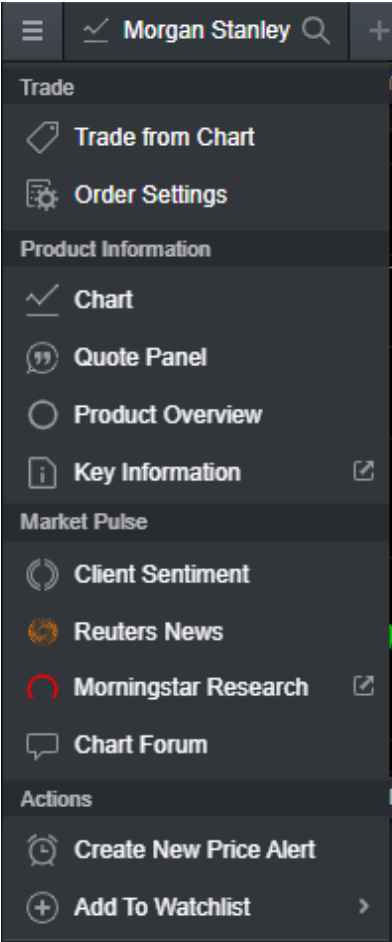 Morgan Stanley
Trade
Trade from Chart
Order Settings
Product Information
Chart
Quote Panel
Product Overview
Key Information
Market Pulse
Client Sentiment
Reuters News
Morningstar Research
Chart Forum
Actions
Create New Price Alert
Add To Watchlist